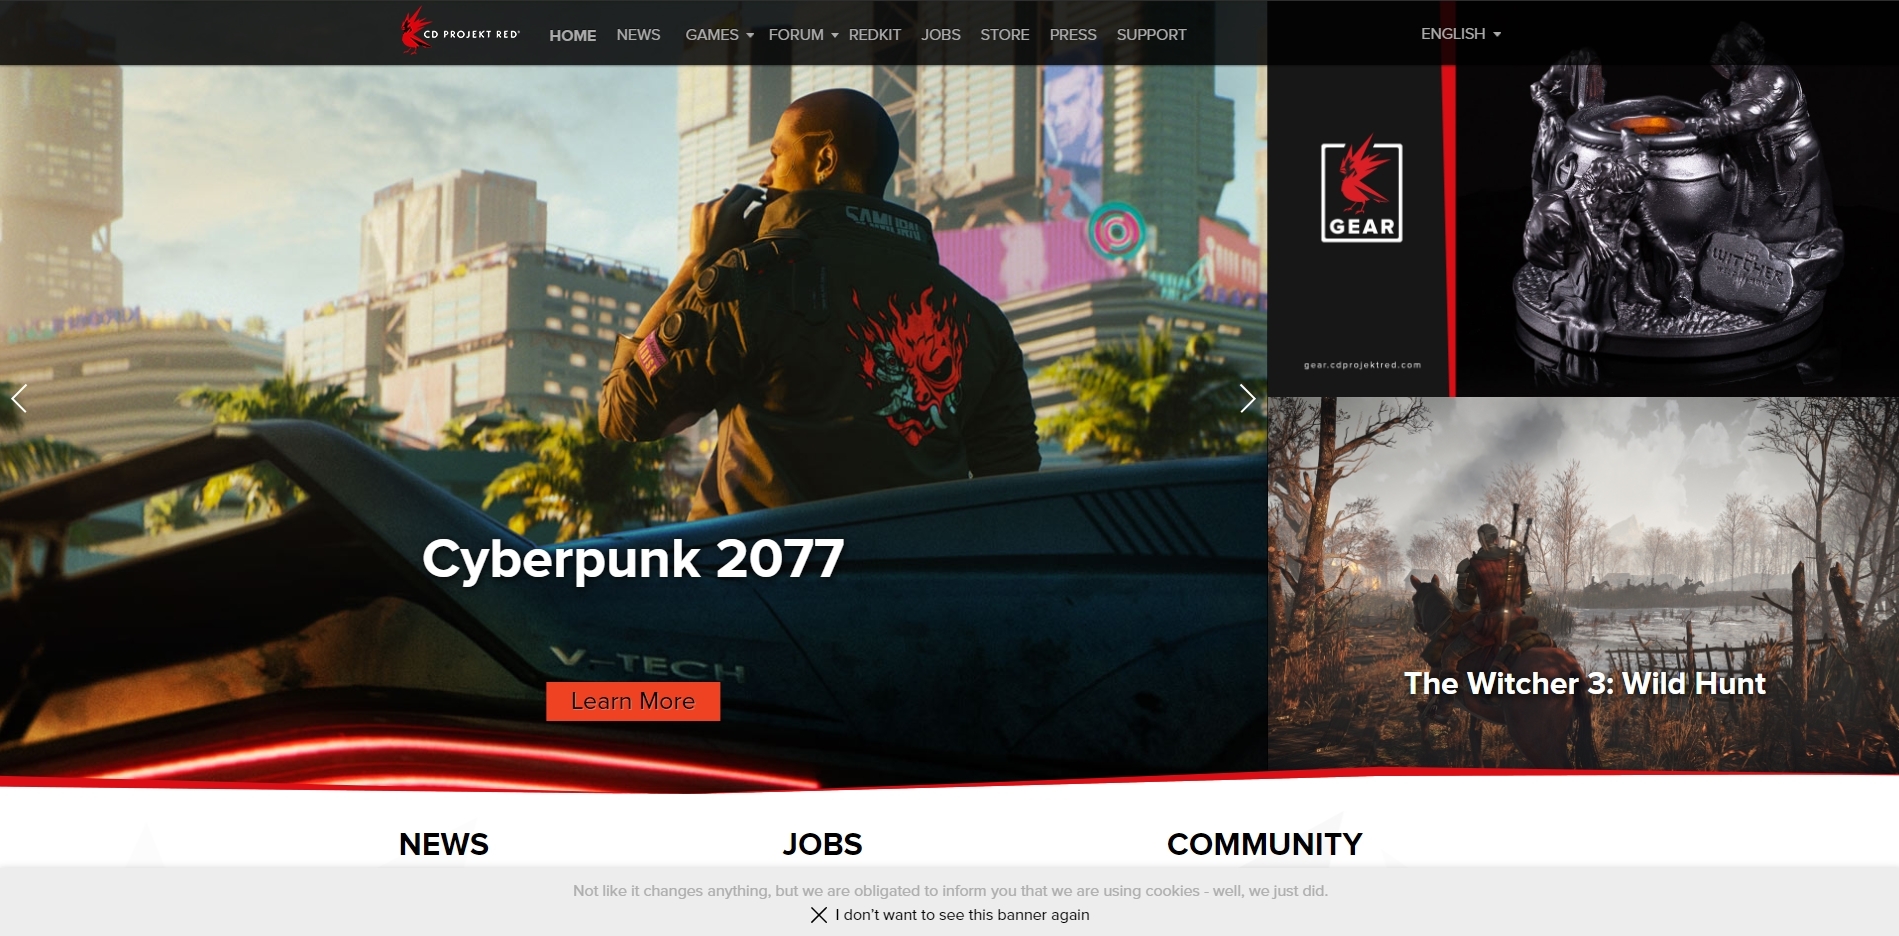 CD PROJEKT RED
HOME
NEWS
GAMES
FORUM
REDKIT
JOBS
STORE
PRESS
SUPPORT
ENGLISH
SAMURAI
GEAR
gear.cdprojektred.com
WITCHER
WILD HUNT
Cyberpunk 2077
V-TECH
Learn More
The Witcher 3: Wild Hunt
NEWS
JOBS
COMMUNITY
Not like it changes anything, but we are obligated to inform you that we are using cookies - well, we just did.
I don't want to see this banner again